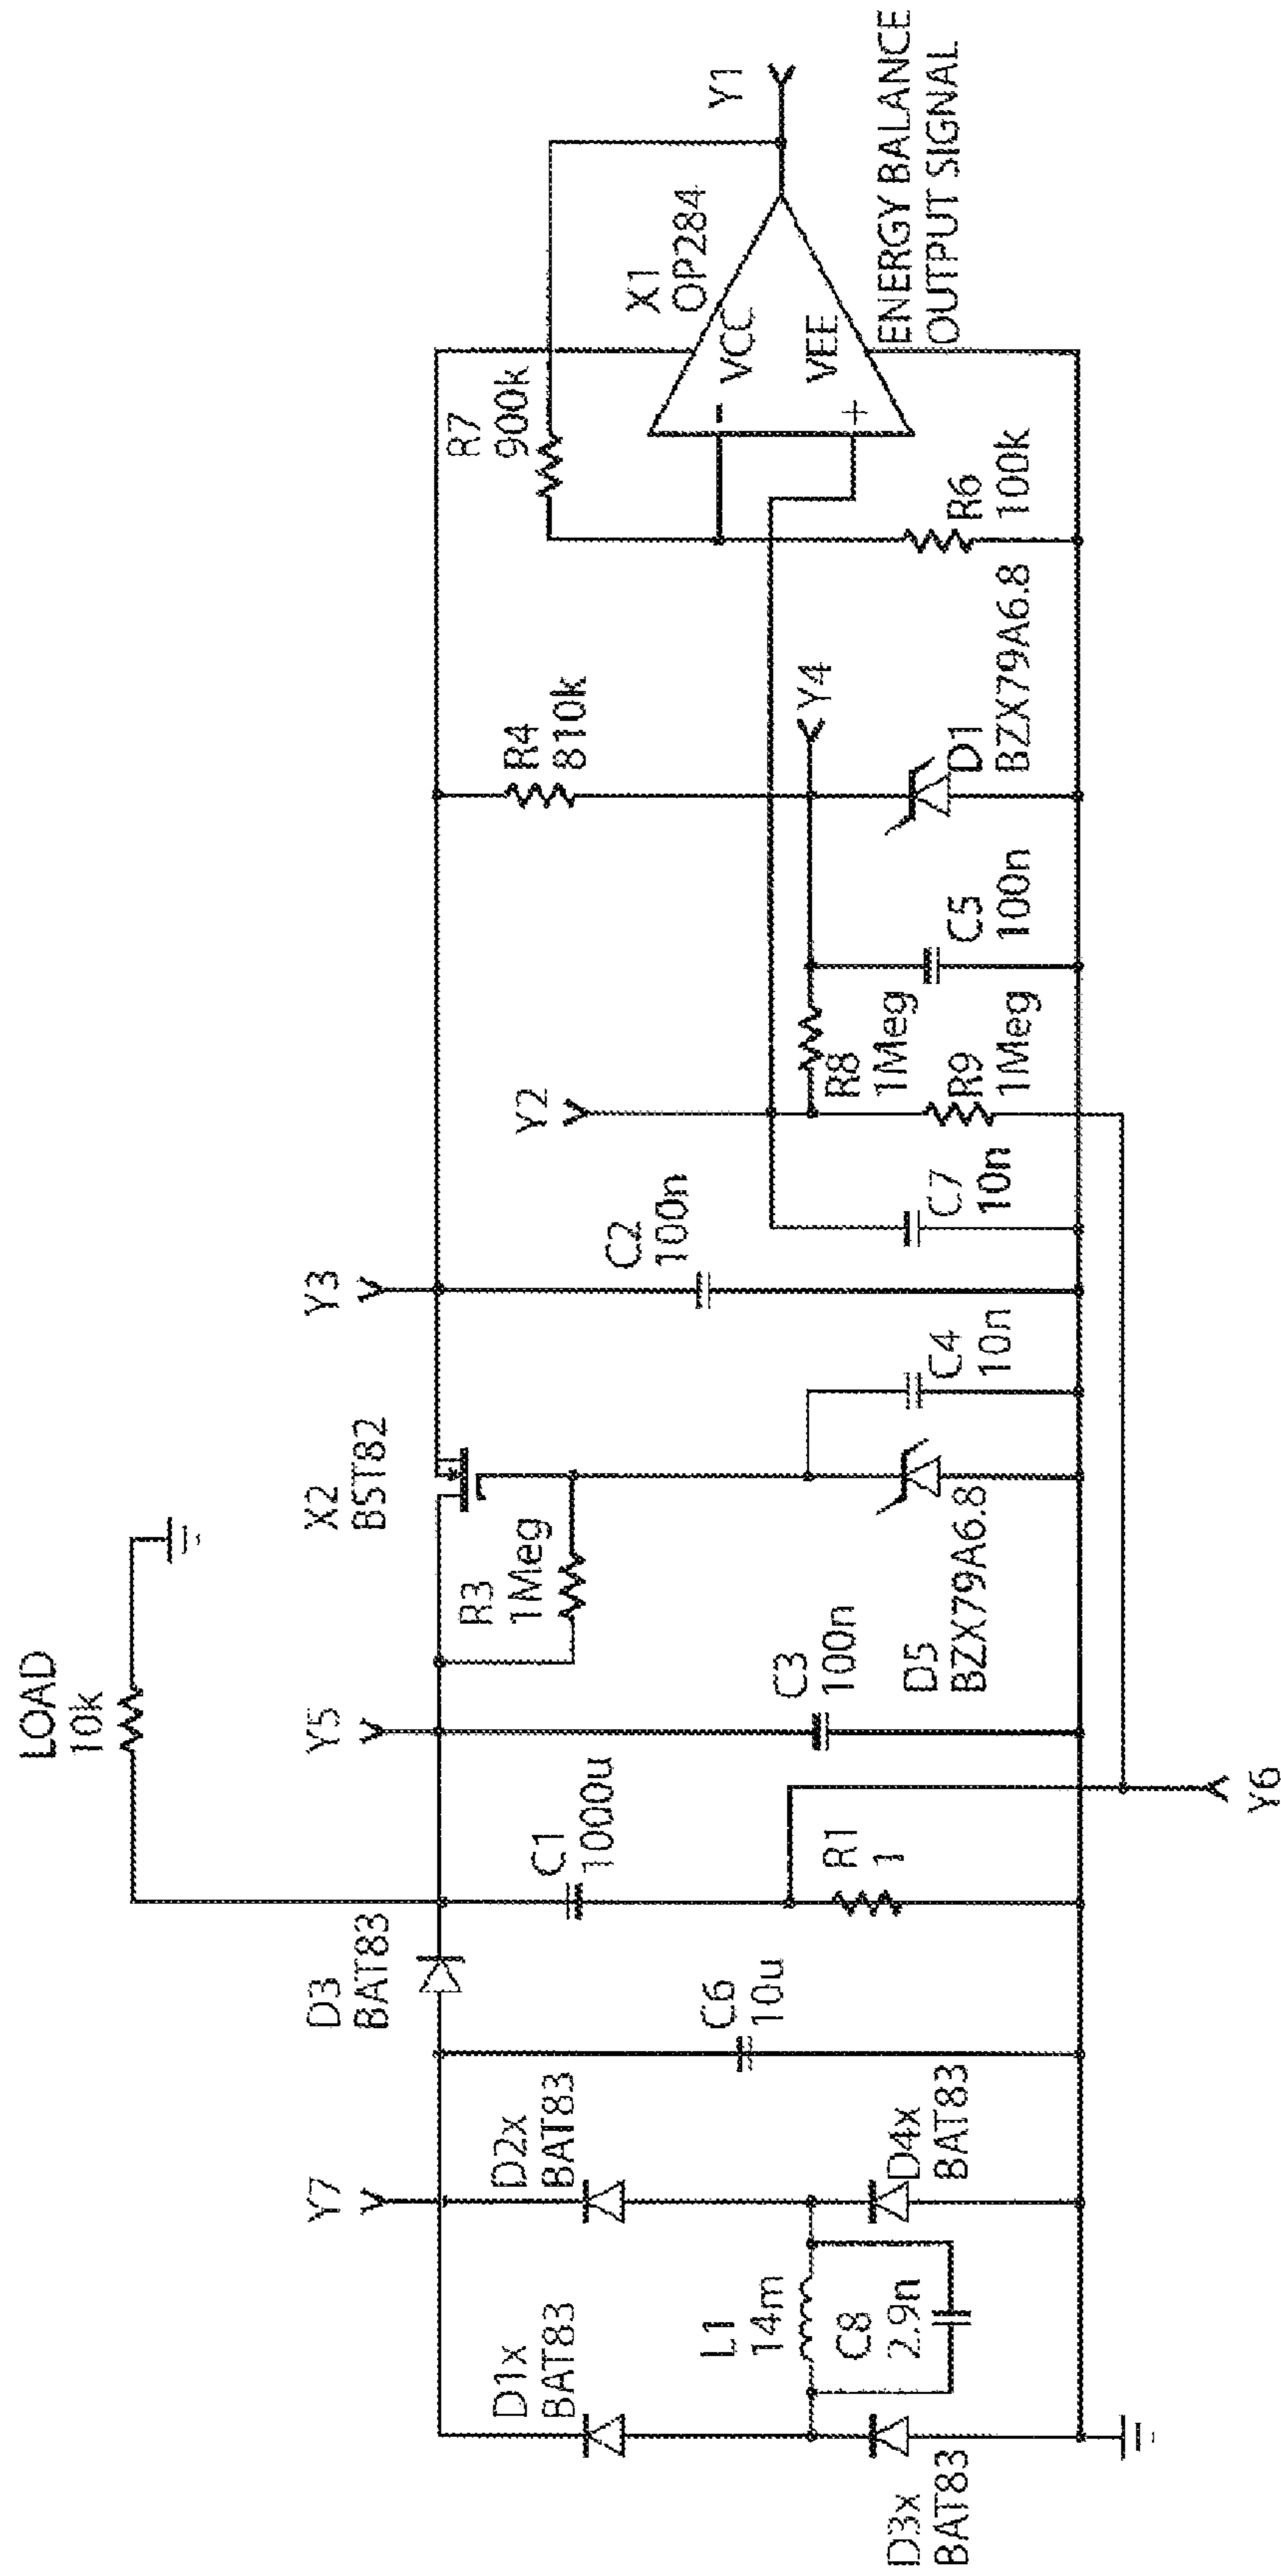 LOAD
10k
D3
BAT83
Y7
D1x
BAT83
D2x
BAT83
L1
14m
C8
2.9n
D3x
BAT83
D4x
BAT83
C6
10u
C1
1000u
R1
1
Y6
Y5
C3
100n
R3
1Meg
X2
BST82
D5
BZX79A6.8
C4
10n
Y3
C2
100n
C7
10n
Y2
R8
1Meg
R9
1Meg
C5
100n
Y4
R4
810k
D1
BZX79A6.8
R7
900k
R6
100k
X1
OP284
-
VCC
VEE
+
Y1
ENERGY BALANCE
OUTPUT SIGNAL